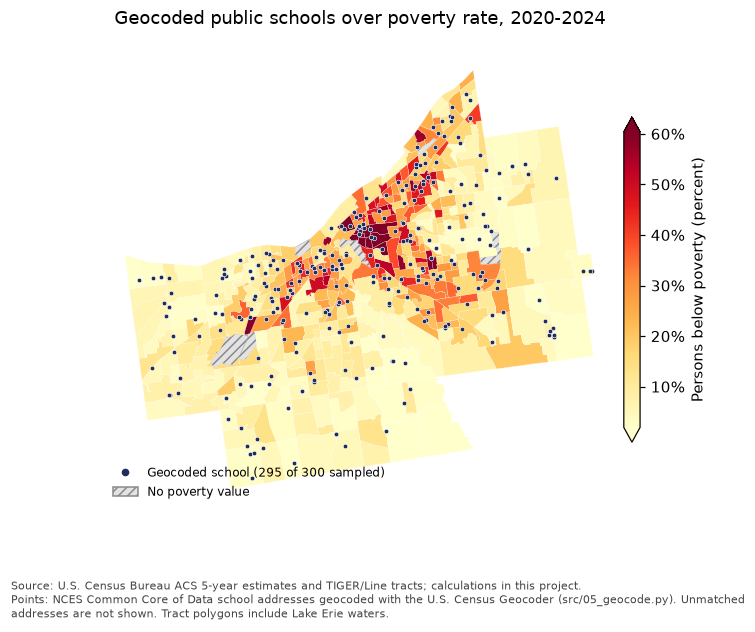 Geocoded public schools over poverty rate, 2020-2024
60%
50%
40%
30%
20%
10%
Persons below poverty (percent)
Geocoded school (295 of 300 sampled)
No poverty value
Source: U.S. Census Bureau ACS 5-year estimates and TIGER/Line tracts; calculations in this project.
Points: NCES Common Core of Data school addresses geocoded with the U.S. Census Geocoder (src/05_geocode.py). Unmatched
addresses are not shown. Tract polygons include Lake Erie waters.